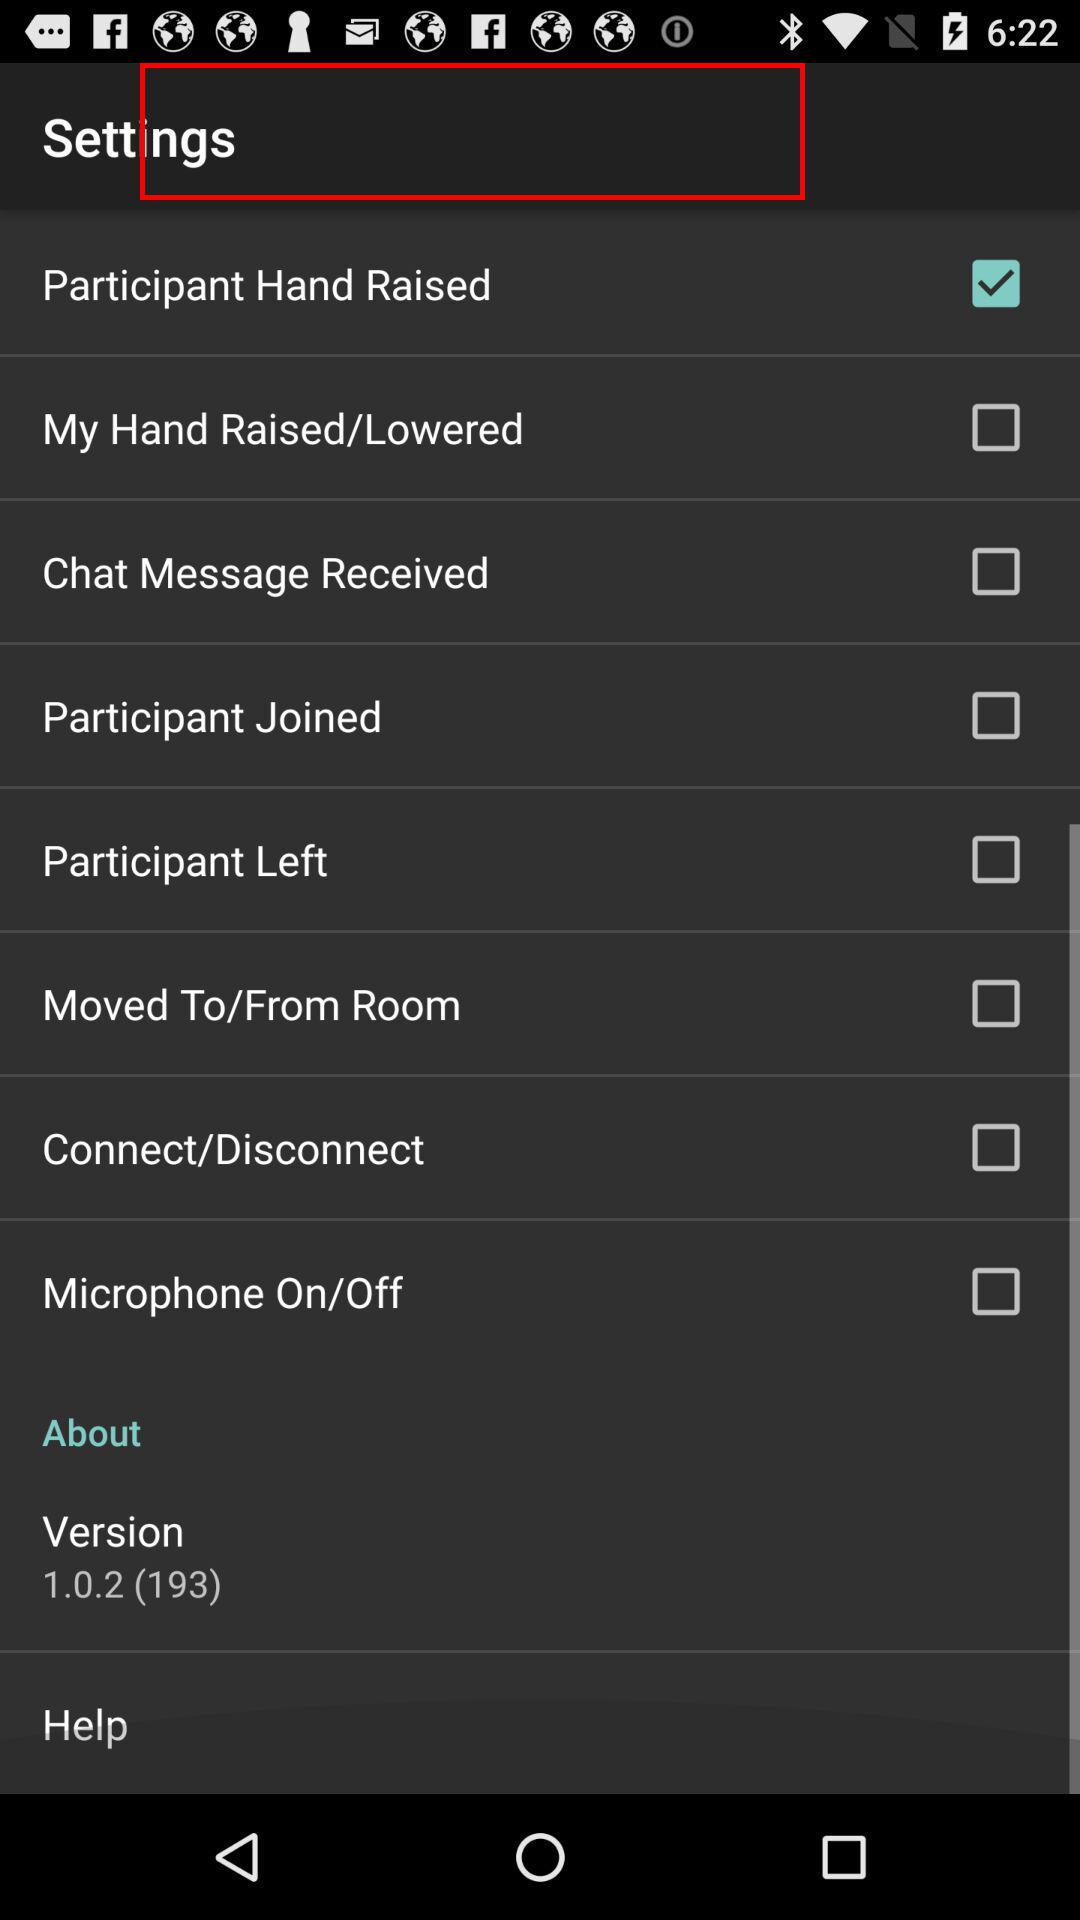 6:22
Settings
Participant Hand Raised
My Hand Raised/Lowered
Chat Message Received
Participant Joined
Participant Left
Moved To/From Room
Connect/Disconnect
Microphone On/Off
About
Version
1.0.2 (193)
Help